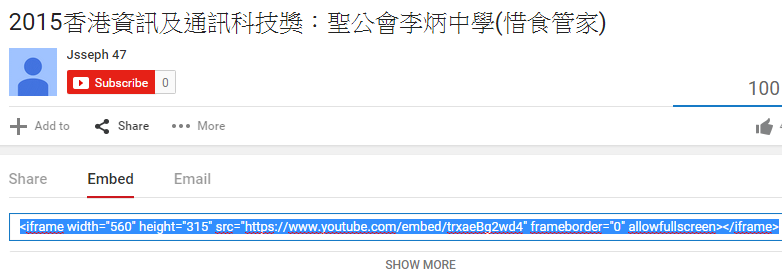 2015香港資訊及通訊科技獎：聖公會李炳中學(惜食管家)
Jsseph 47
Subscribe 0
100
Add to Share More 4
Share Embed Email
<iframe width="560" height="315" src="https://www.youtube.com/embed/trxaeBg2wd4" frameborder="0" allowfullscreen></iframe>
SHOW MORE